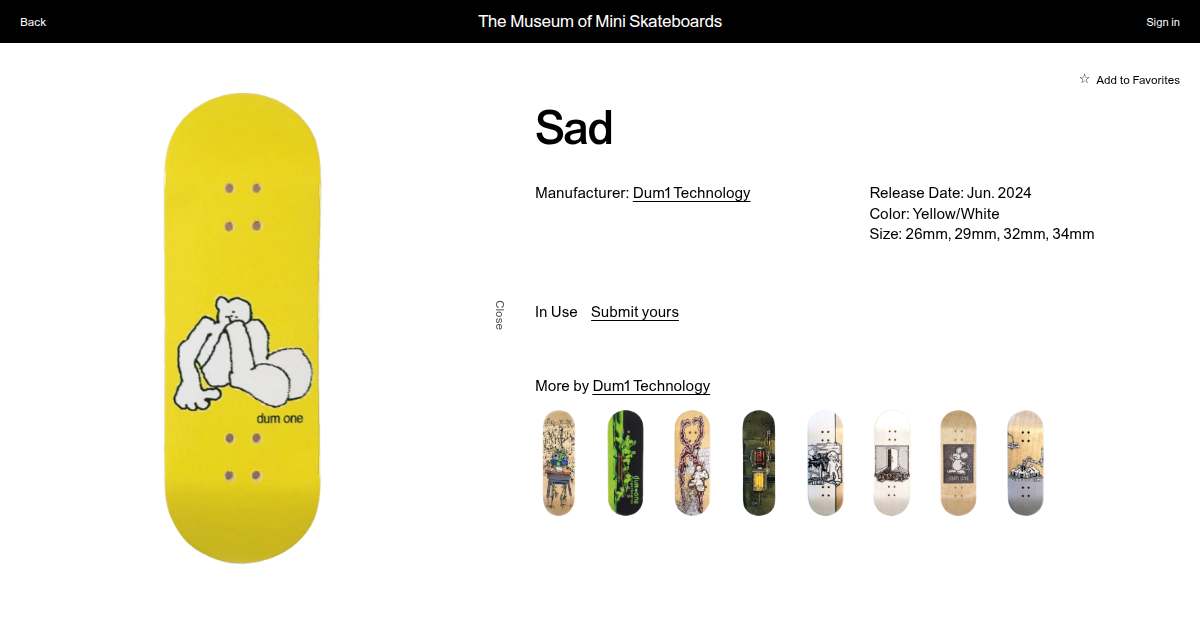 Back
The Museum of Mini Skateboards
Sign in
☆ Add to Favorites
Sad
Manufacturer: Dum1 Technology
Release Date: Jun. 2024
Color: Yellow/White
Size: 26mm, 29mm, 32mm, 34mm
Close
In Use
Submit yours
dum one
More by Dum1 Technology